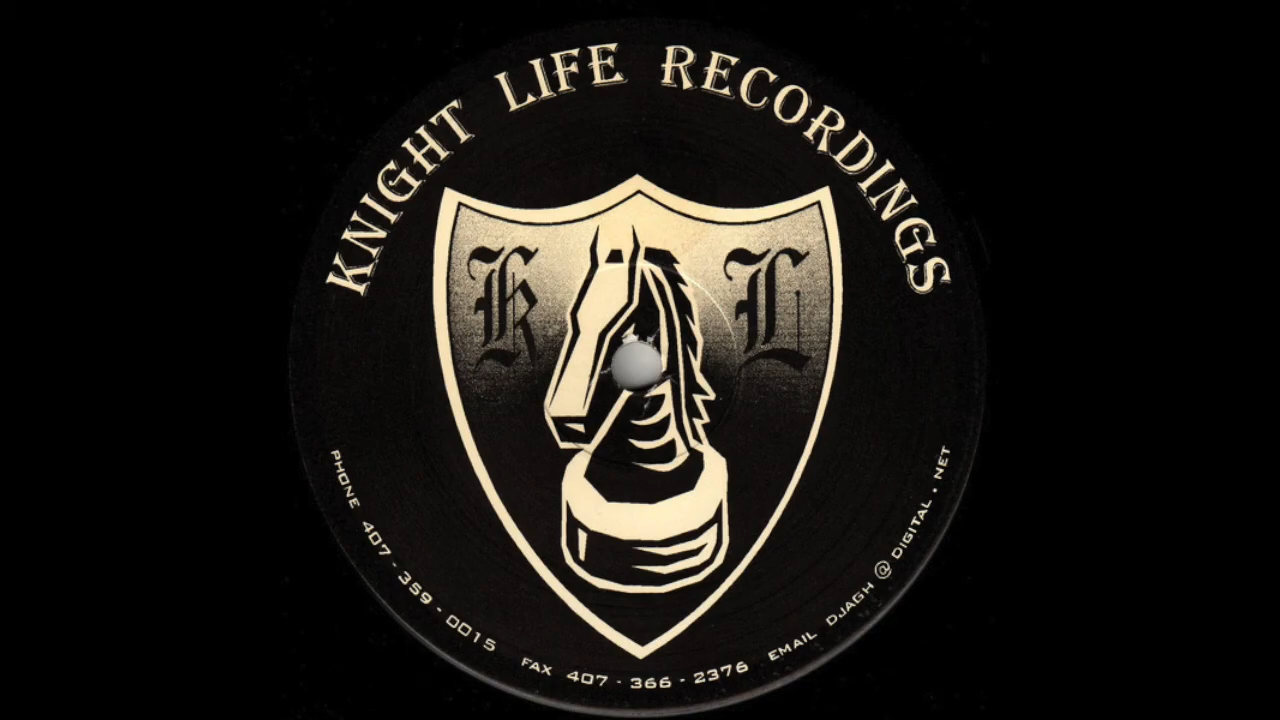 KNIGHT LIFE RECORDINGS
K L
PHONE 407 - 359 - 0015 FAX 407 - 366 - 2376 EMAIL DJAGH @ DIGITAL . NET